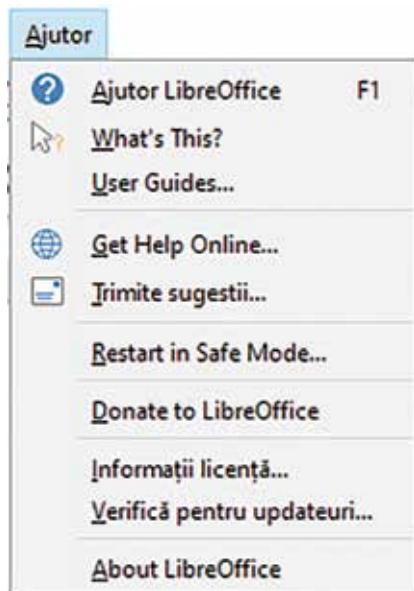 Ajutor
Ajutor LibreOffice F1
What's This?
User Guides...
Get Help Online...
Trimite sugestii...
Restart in Safe Mode...
Donate to LibreOffice
Informații licență...
Verifică pentru updateuri...
About LibreOffice